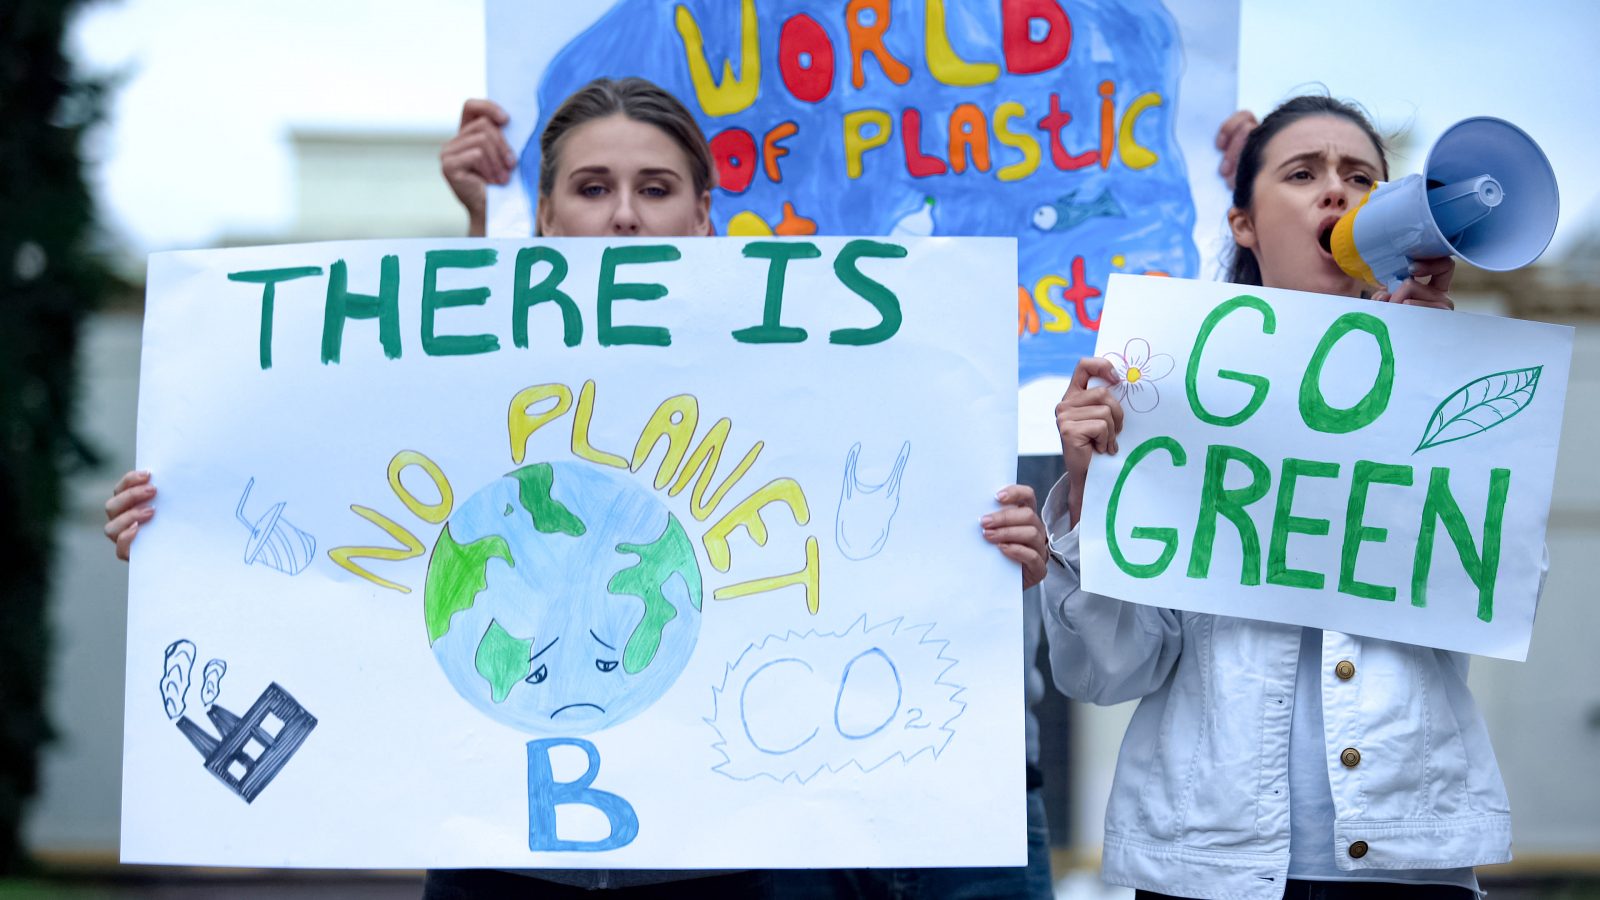 WORLD
OF PLASTIC
THERE IS
NO PLANET
B
CO2
GO
GREEN